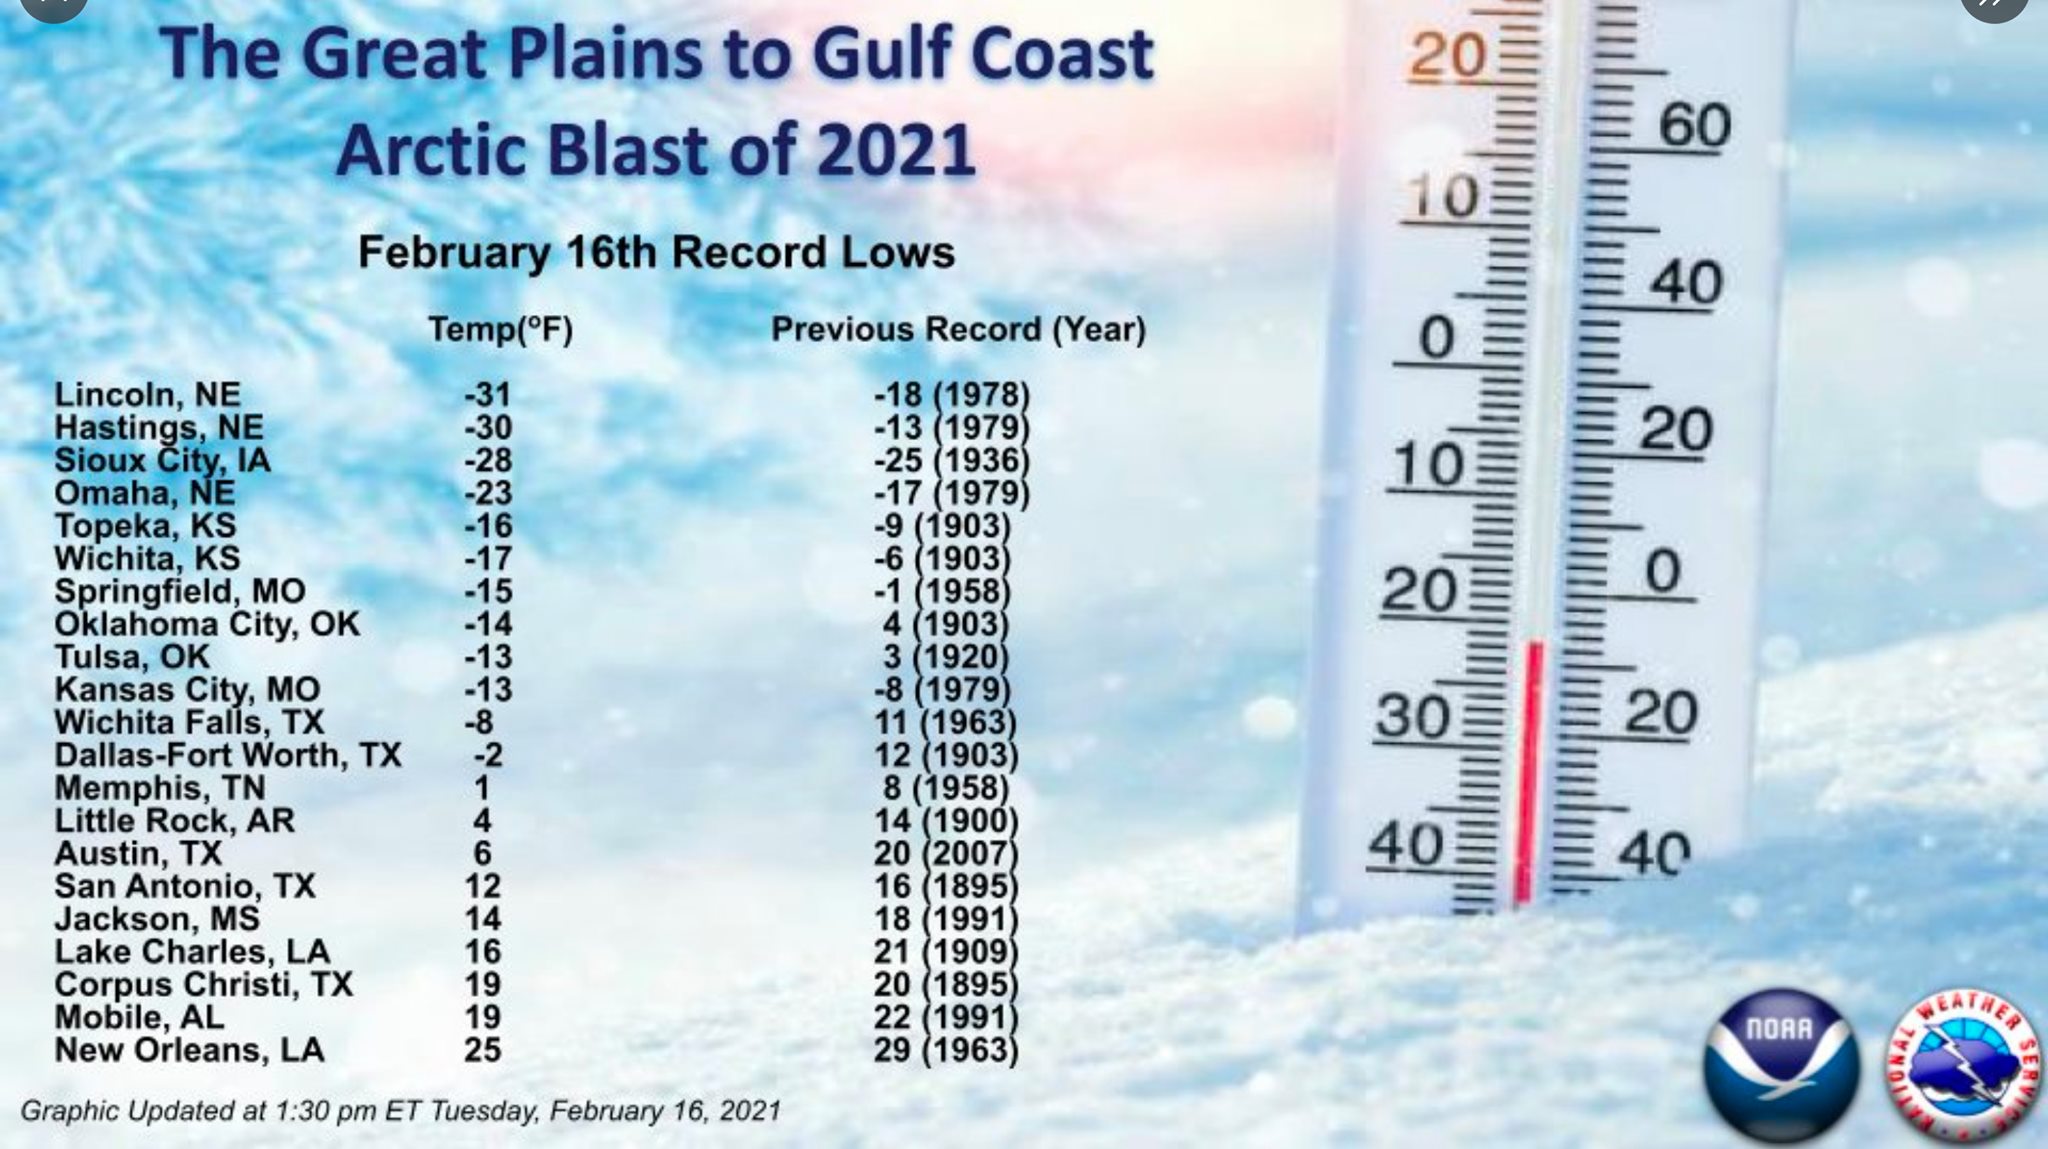 The Great Plains to Gulf Coast
Arctic Blast of 2021
February 16th Record Lows
Temp(ºF) Previous Record (Year)
Lincoln, NE -31 -18 (1978)
Hastings, NE -30 -13 (1979)
Sioux City, IA -28 -25 (1936)
Omaha, NE -23 -17 (1979)
Topeka, KS -16 -9 (1903)
Wichita, KS -17 -6 (1903)
Springfield, MO -15 -1 (1958)
Oklahoma City, OK -14 4 (1903)
Tulsa, OK -13 3 (1920)
Kansas City, MO -13 -8 (1979)
Wichita Falls, TX -8 11 (1963)
Dallas-Fort Worth, TX -2 12 (1903)
Memphis, TN 1 8 (1958)
Little Rock, AR 4 14 (1900)
Austin, TX 6 20 (2007)
San Antonio, TX 12 16 (1895)
Jackson, MS 14 18 (1991)
Lake Charles, LA 16 21 (1909)
Corpus Christi, TX 19 20 (1895)
Mobile, AL 19 22 (1991)
New Orleans, LA 25 29 (1963)
Graphic Updated at 1:30 pm ET Tuesday, February 16, 2021
20
60
10
40
0
20
10
0
20
20
30
40
40
NOAA
NATIONAL WEATHER SERVICE